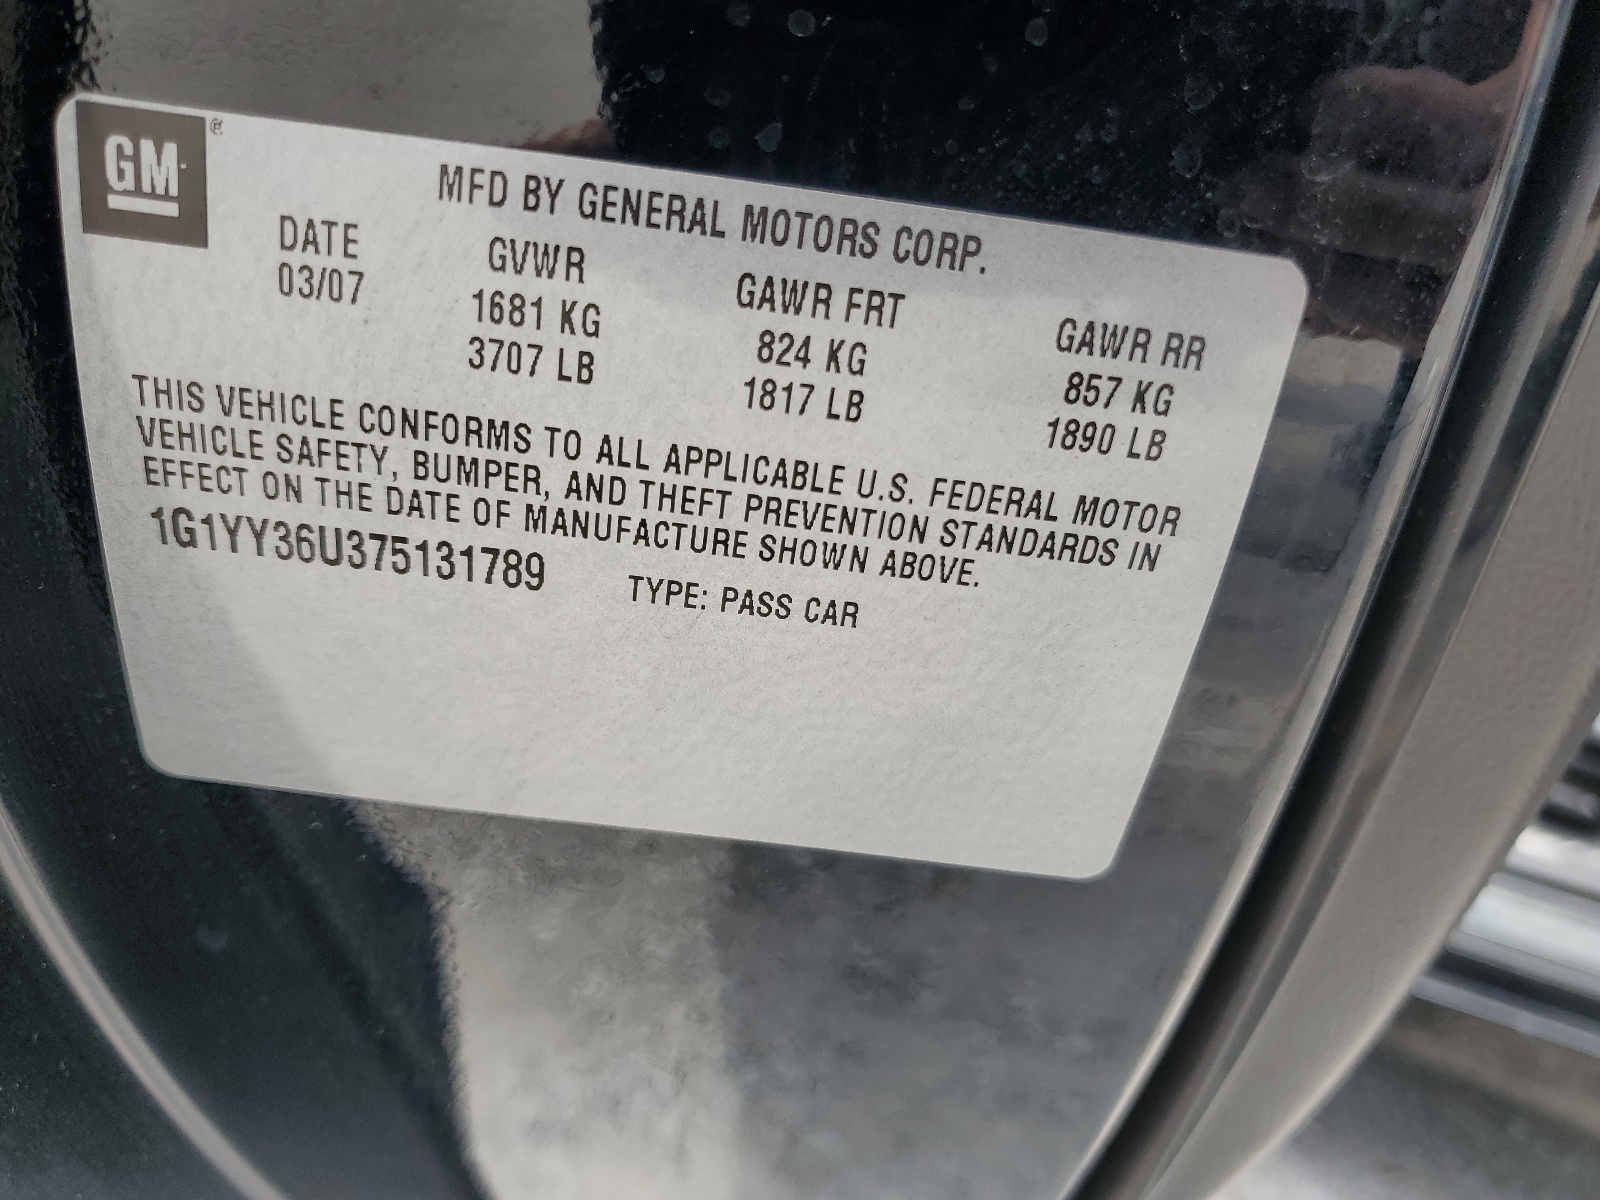 GM ®
MFD BY GENERAL MOTORS CORP.
DATE GVWR GAWR FRT GAWR RR
03/07 1681 KG 824 KG 857 KG
3707 LB 1817 LB 1890 LB
THIS VEHICLE CONFORMS TO ALL APPLICABLE U.S. FEDERAL MOTOR
VEHICLE SAFETY, BUMPER, AND THEFT PREVENTION STANDARDS IN
EFFECT ON THE DATE OF MANUFACTURE SHOWN ABOVE.
1G1YY36U375131789 TYPE: PASS CAR